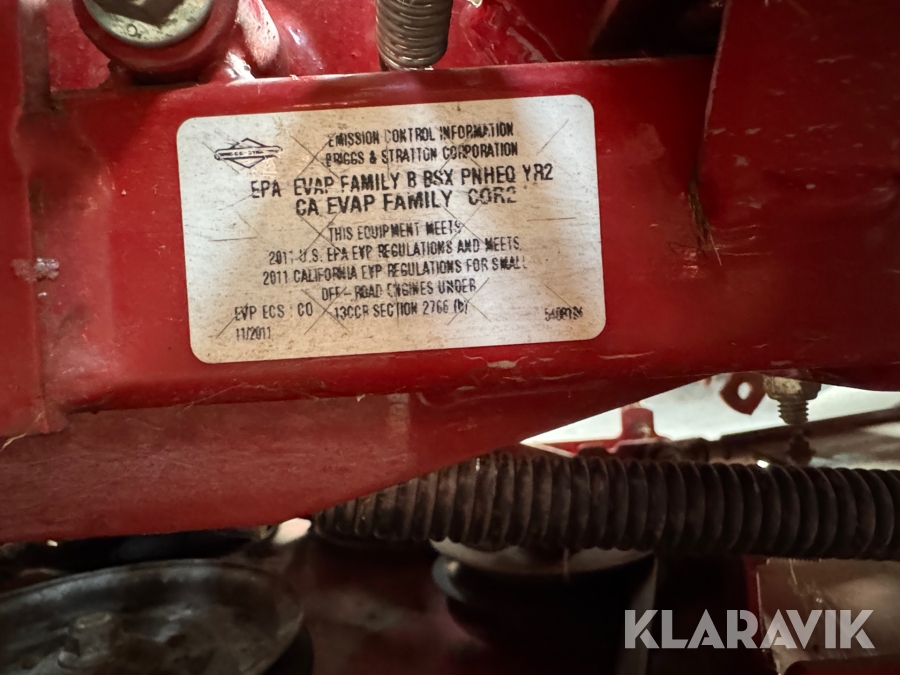 EMISSION CONTROL INFORMATION
BRIGGS & STRATTON CORPORATION
EPA EVAP FAMILY B BSX PNHEQ YR2
CA EVAP FAMILY COR2
THIS EQUIPMENT MEETS
2011 U.S. EPA EVP REGULATIONS AND MEETS
2011 CALIFORNIA EVP REGULATIONS FOR SMALL
OFF-ROAD ENGINES UNDER
EVP ECS : CO 13CCR SECTION 2766 (b)
11/2011
KLARAVIK